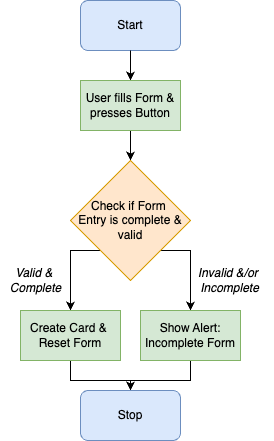 Start
User fills Form &
presses Button
Check if Form
Entry is complete &
valid
Valid &
Complete
Invalid &/or
Incomplete
Create Card &
Reset Form
Show Alert:
Incomplete Form
Stop